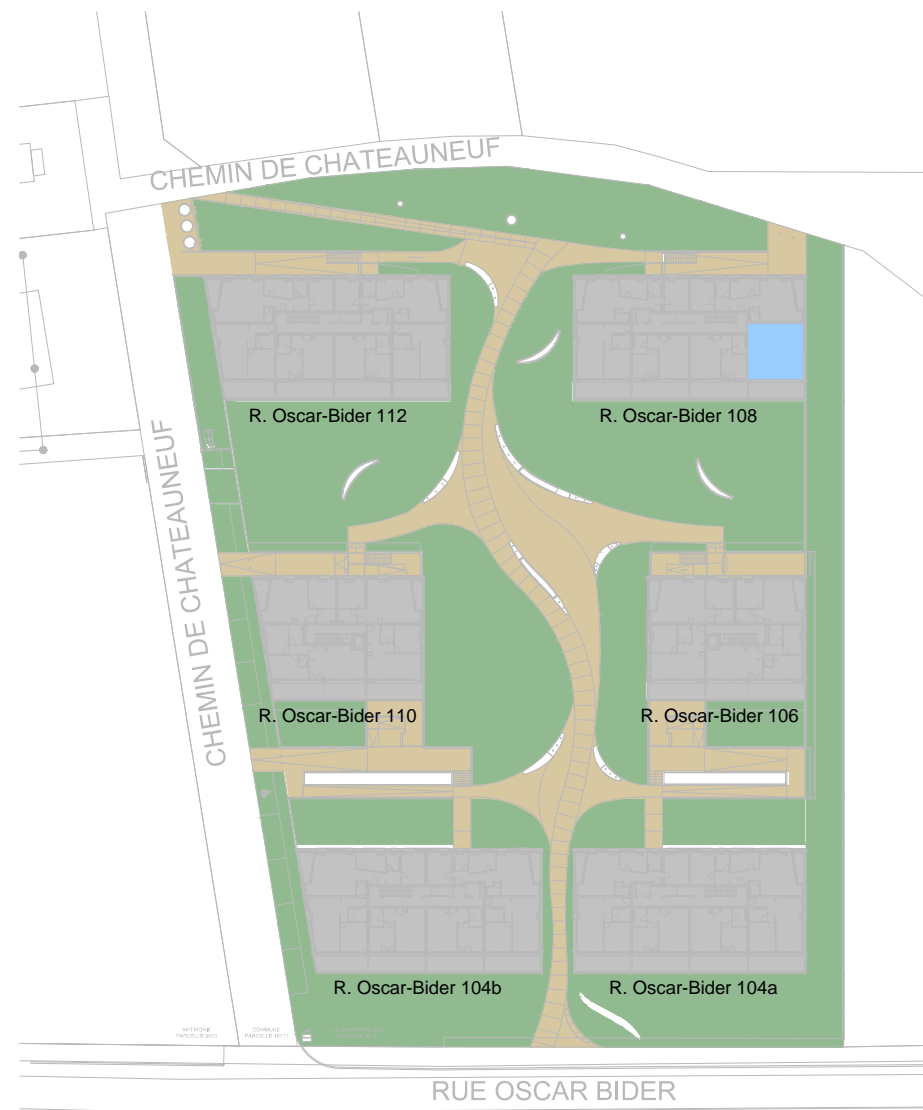 CHEMIN DE CHATEAUNEUF
R. Oscar-Bider 112
R. Oscar-Bider 108
CHEMIN DE CHATEAUNEUF
R. Oscar-Bider 110
R. Oscar-Bider 106
R. Oscar-Bider 104b
R. Oscar-Bider 104a
COMMUNE
RUE OSCAR BIDER